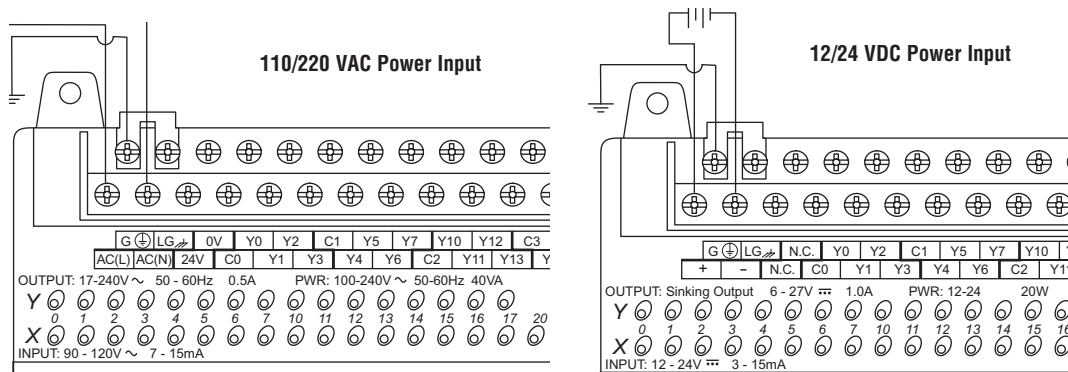 110/220 VAC Power Input
G LG 0V Y0 Y2 C1 Y5 Y7 Y10 Y12 C3
AC(L) AC(N) 24V C0 Y1 Y3 Y4 Y6 C2 Y11 Y13 Y
OUTPUT: 17-240V ~ 50 - 60Hz 0.5A PWR: 100-240V ~ 50-60Hz 40VA
Y
0 1 2 3 4 5 6 7 10 11 12 13 14 15 16 17 20
X
INPUT: 90 - 120V ~ 7 - 15mA
12/24 VDC Power Input
G LG N.C. Y0 Y2 C1 Y5 Y7 Y10
+ – N.C. C0 Y1 Y3 Y4 Y6 C2 Y11
OUTPUT: Sinking Output 6 - 27V ⎓ 1.0A PWR: 12-24 20W
Y
0 1 2 3 4 5 6 7 10 11 12 13 14 15 16
X
INPUT: 12 - 24V ⎓ 3 - 15mA